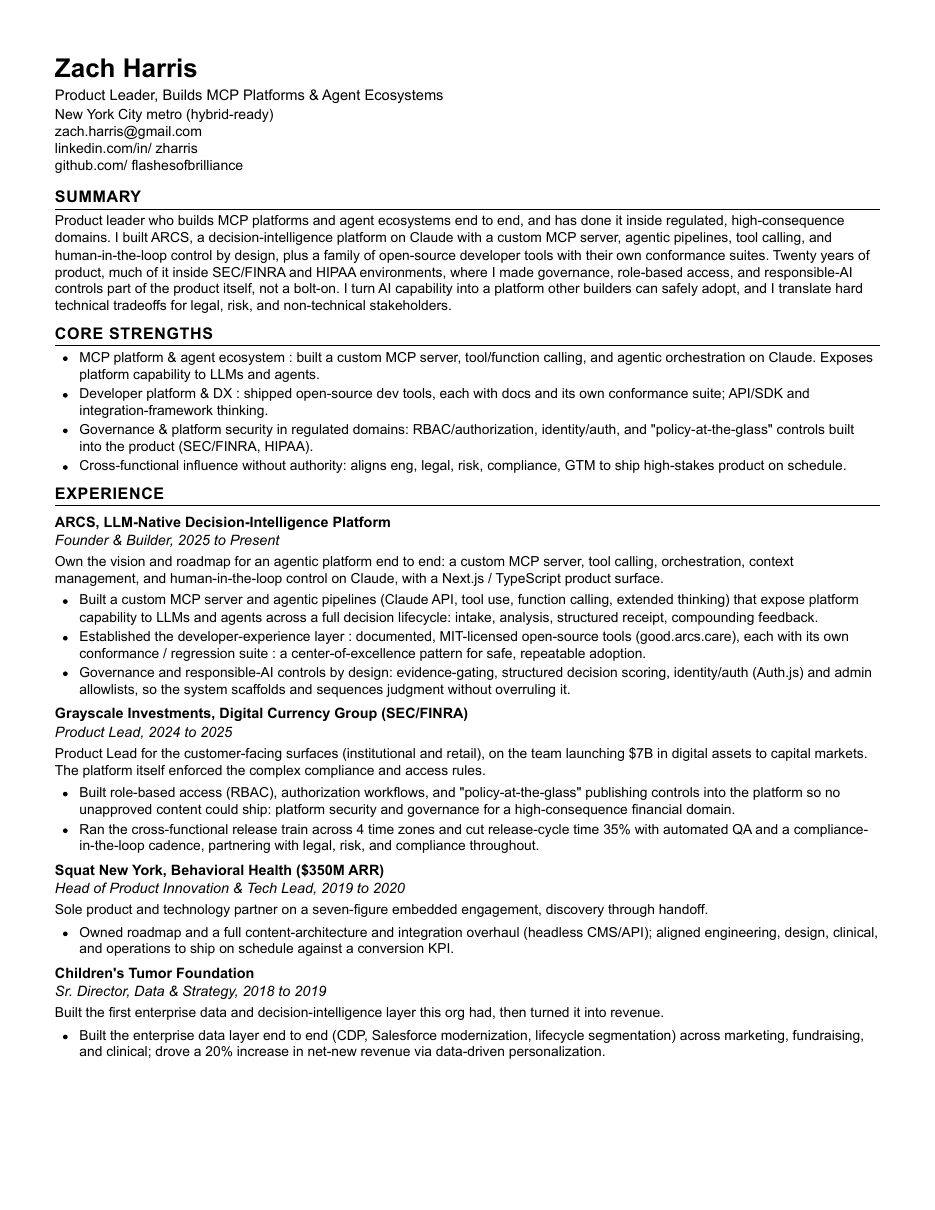 Zach Harris
Product Leader, Builds MCP Platforms & Agent Ecosystems
New York City metro (hybrid-ready)
zach.harris@gmail.com
linkedin.com/in/ zharris
github.com/ flashesofbrilliance
SUMMARY
Product leader who builds MCP platforms and agent ecosystems end to end, and has done it inside regulated, high-consequence
domains. I built ARCS, a decision-intelligence platform on Claude with a custom MCP server, agentic pipelines, tool calling, and
human-in-the-loop control by design, plus a family of open-source developer tools with their own conformance suites. Twenty years of
product, much of it inside SEC/FINRA and HIPAA environments, where I made governance, role-based access, and responsible-AI
controls part of the product itself, not a bolt-on. I turn AI capability into a platform other builders can safely adopt, and I translate hard
technical tradeoffs for legal, risk, and non-technical stakeholders.
CORE STRENGTHS
• MCP platform & agent ecosystem : built a custom MCP server, tool/function calling, and agentic orchestration on Claude. Exposes
platform capability to LLMs and agents.
• Developer platform & DX : shipped open-source dev tools, each with docs and its own conformance suite; API/SDK and
integration-framework thinking.
• Governance & platform security in regulated domains: RBAC/authorization, identity/auth, and "policy-at-the-glass" controls built
into the product (SEC/FINRA, HIPAA).
• Cross-functional influence without authority: aligns eng, legal, risk, compliance, GTM to ship high-stakes product on schedule.
EXPERIENCE
ARCS, LLM-Native Decision-Intelligence Platform
Founder & Builder, 2025 to Present
Own the vision and roadmap for an agentic platform end to end: a custom MCP server, tool calling, orchestration, context
management, and human-in-the-loop control on Claude, with a Next.js / TypeScript product surface.
• Built a custom MCP server and agentic pipelines (Claude API, tool use, function calling, extended thinking) that expose platform
capability to LLMs and agents across a full decision lifecycle: intake, analysis, structured receipt, compounding feedback.
• Established the developer-experience layer : documented, MIT-licensed open-source tools (good.arcs.care), each with its own
conformance / regression suite : a center-of-excellence pattern for safe, repeatable adoption.
• Governance and responsible-AI controls by design: evidence-gating, structured decision scoring, identity/auth (Auth.js) and admin
allowlists, so the system scaffolds and sequences judgment without overruling it.
Grayscale Investments, Digital Currency Group (SEC/FINRA)
Product Lead, 2024 to 2025
Product Lead for the customer-facing surfaces (institutional and retail), on the team launching $7B in digital assets to capital markets.
The platform itself enforced the complex compliance and access rules.
• Built role-based access (RBAC), authorization workflows, and "policy-at-the-glass" publishing controls into the platform so no
unapproved content could ship: platform security and governance for a high-consequence financial domain.
• Ran the cross-functional release train across 4 time zones and cut release-cycle time 35% with automated QA and a compliance-
in-the-loop cadence, partnering with legal, risk, and compliance throughout.
Squat New York, Behavioral Health ($350M ARR)
Head of Product Innovation & Tech Lead, 2019 to 2020
Sole product and technology partner on a seven-figure embedded engagement, discovery through handoff.
• Owned roadmap and a full content-architecture and integration overhaul (headless CMS/API); aligned engineering, design, clinical,
and operations to ship on schedule against a conversion KPI.
Children's Tumor Foundation
Sr. Director, Data & Strategy, 2018 to 2019
Built the first enterprise data and decision-intelligence layer this org had, then turned it into revenue.
• Built the enterprise data layer end to end (CDP, Salesforce modernization, lifecycle segmentation) across marketing, fundraising,
and clinical; drove a 20% increase in net-new revenue via data-driven personalization.